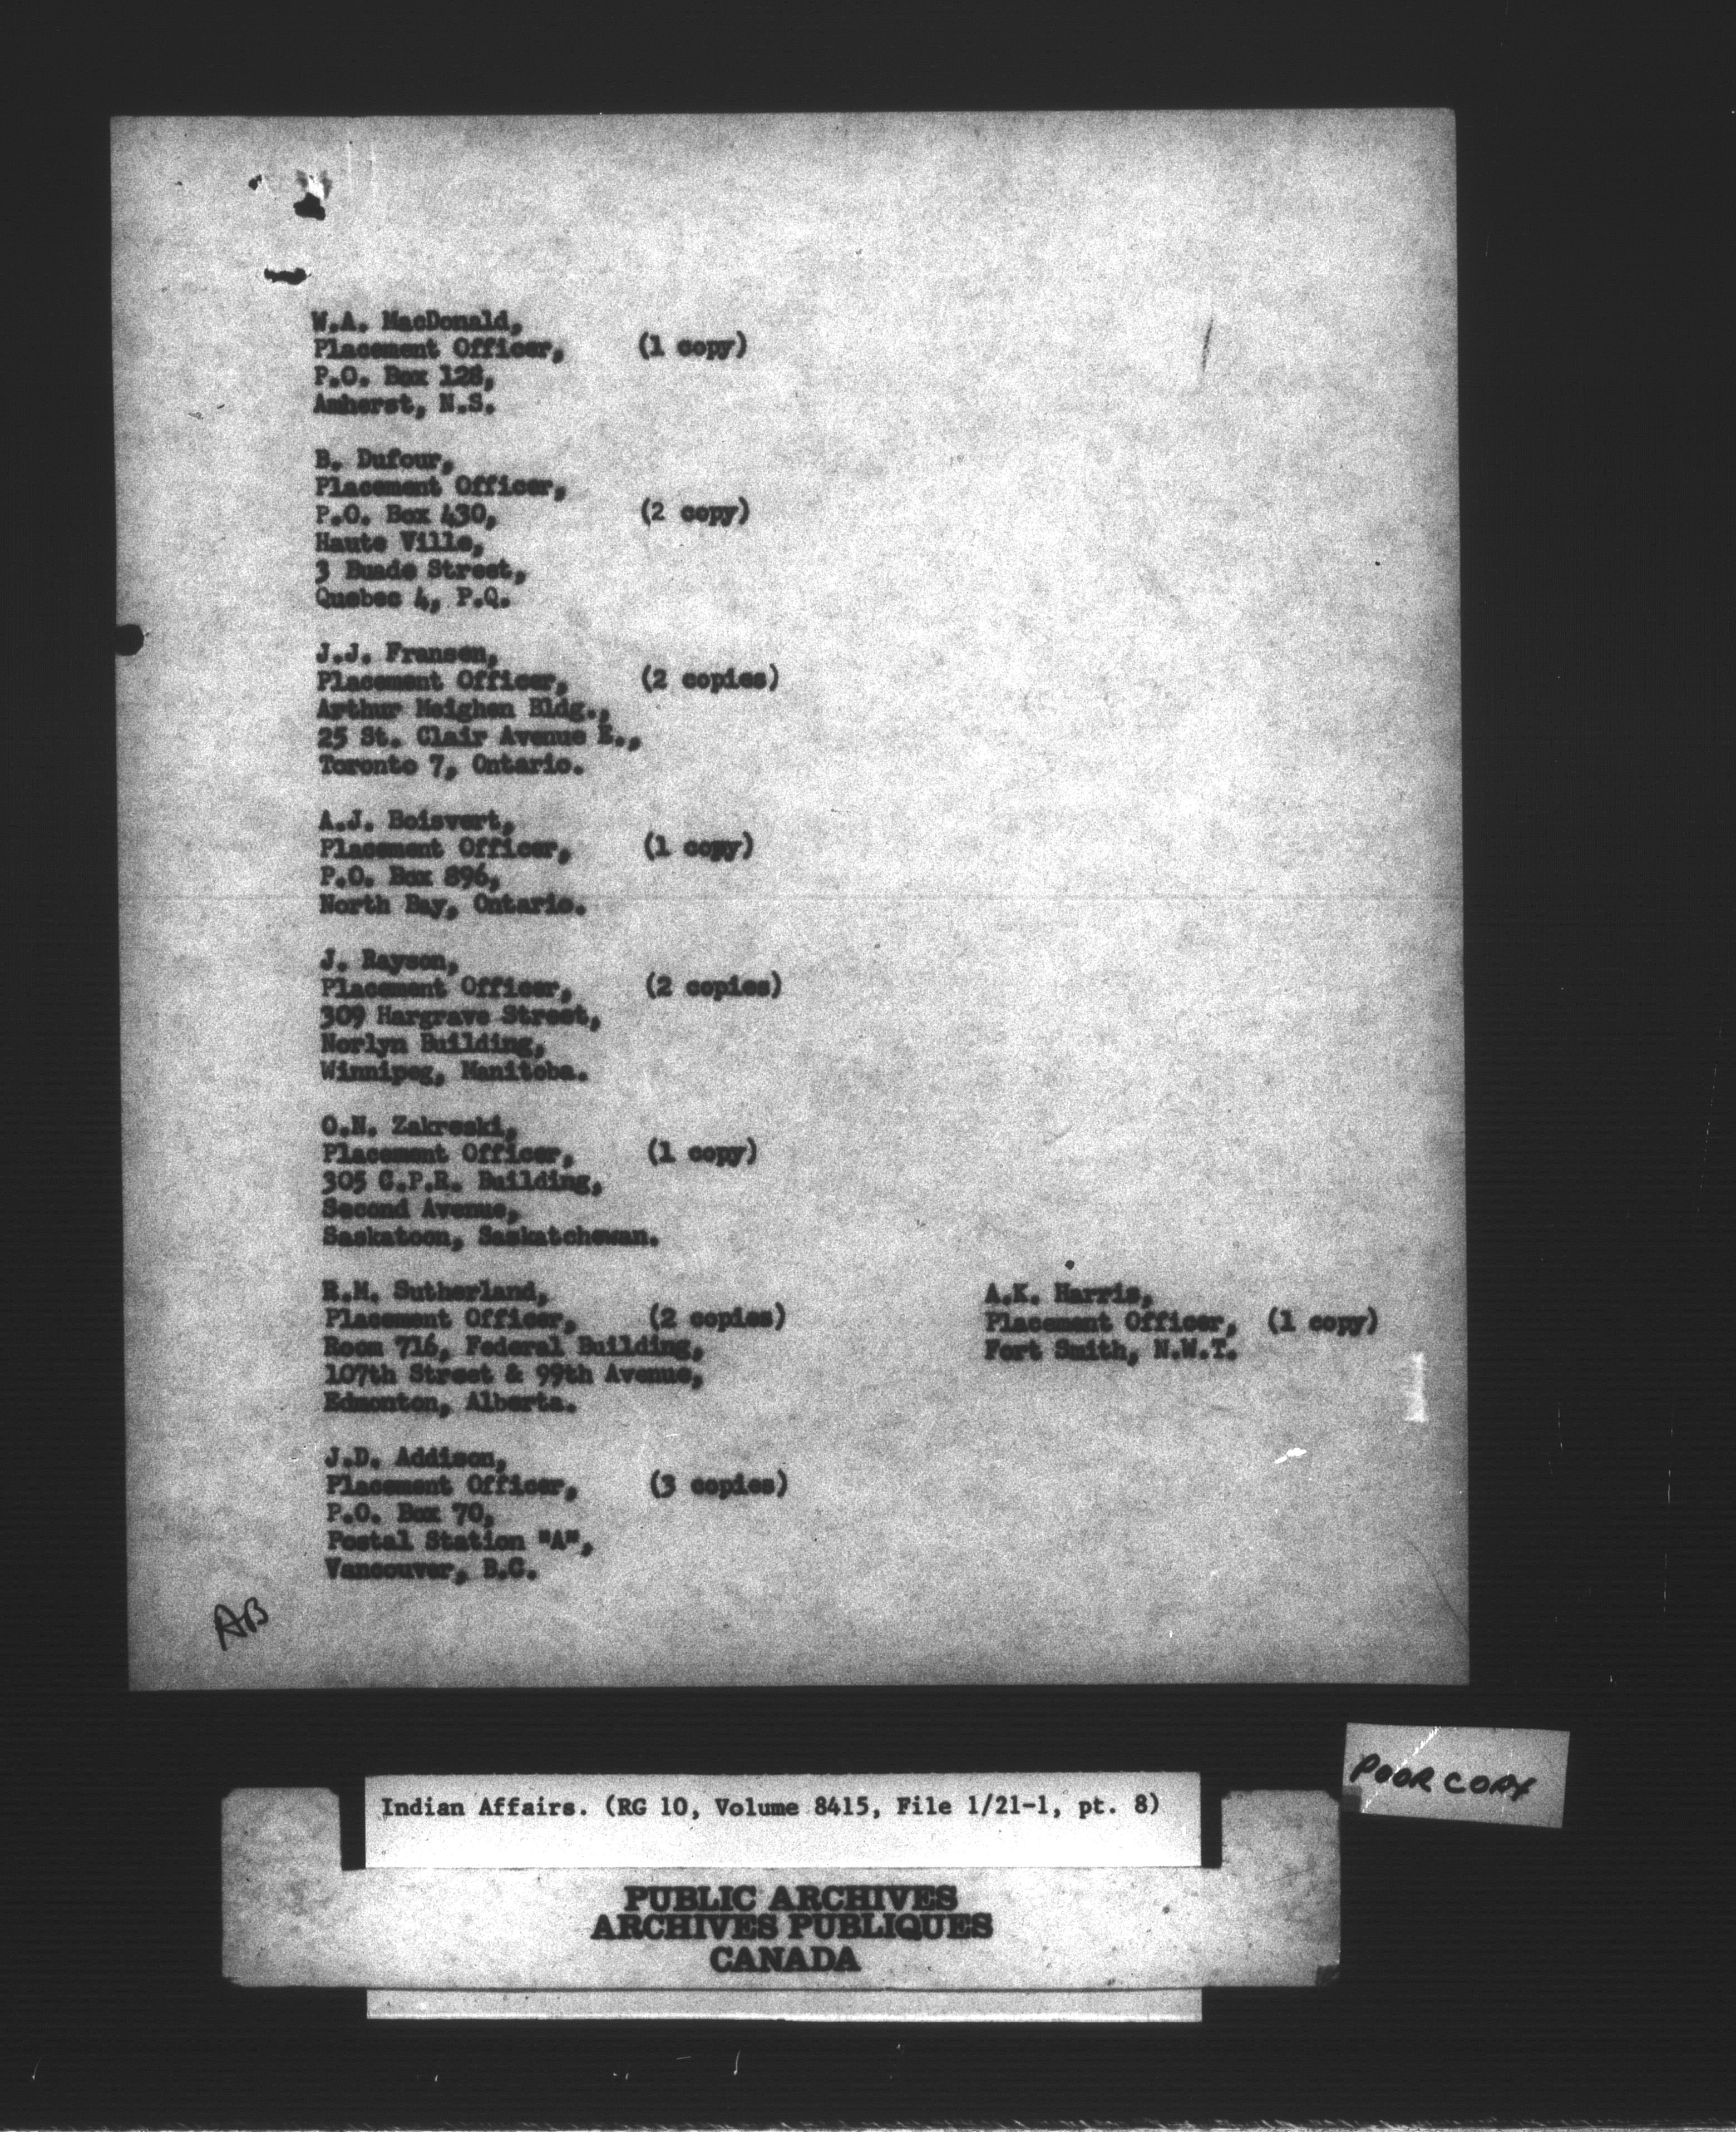 W.A. MacDonald,
Placement Officer, (1 copy)
P.O. Box 128,
Amherst, N.S.
B. Dufour,
Placement Officer,
P.O. Box 430, (2 copy)
Haute Ville,
3 Buade Street,
Quebec 4, P.Q.
J.J. Fransen,
Placement Officer, (2 copies)
Arthur Meighen Bldg.,
25 St. Clair Avenue E.,
Toronto 7, Ontario.
A.J. Boisvert,
Placement Officer, (1 copy)
P.O. Box 896,
North Bay, Ontario.
J. Rayson,
Placement Officer, (2 copies)
309 Hargrave Street,
Norlyn Building,
Winnipeg, Manitoba.
O.N. Zakreski,
Placement Officer, (1 copy)
305 C.P.R. Building,
Second Avenue,
Saskatoon, Saskatchewan.
R.M. Sutherland,
Placement Officer, (2 copies)
Room 716, Federal Building,
107th Street & 99th Avenue,
Edmonton, Alberta.
A.K. Harris,
Placement Officer, (1 copy)
Fort Smith, N.W.T.
J.D. Addison,
Placement Officer, (3 copies)
P.O. Box 70,
Postal Station "A",
Vancouver, B.C.
AB
POOR COPY
Indian Affairs. (RG 10, Volume 8415, File 1/21-1, pt. 8)
PUBLIC ARCHIVES
ARCHIVES PUBLIQUES
CANADA